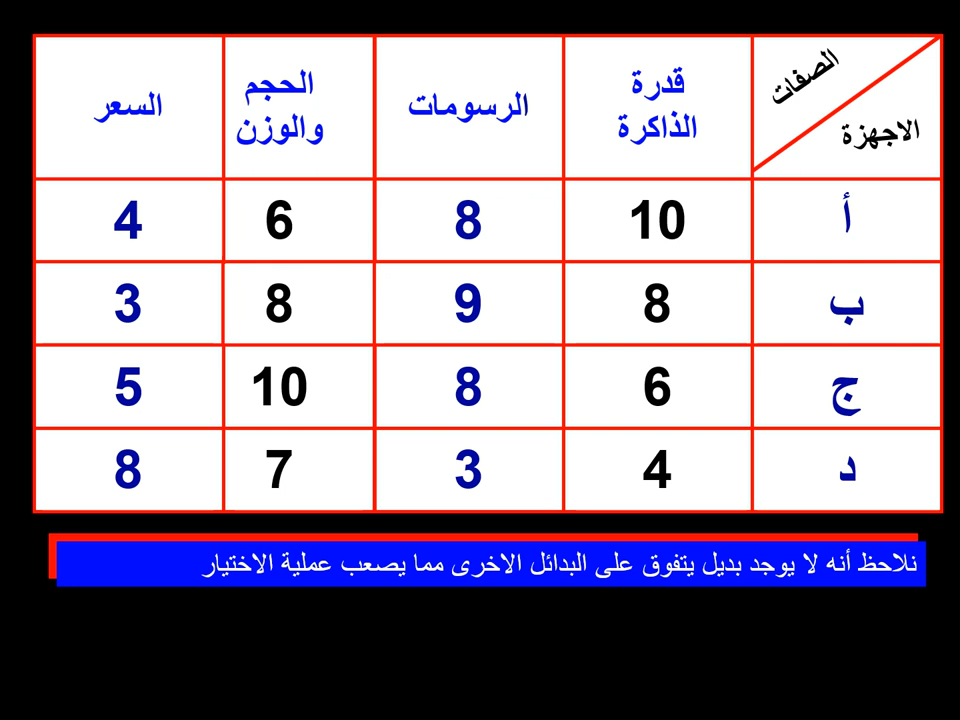 الصفات
الاجهزة
قدرة
الذاكرة
الرسومات
الحجم
والوزن
السعر
أ 10 8 6 4
ب 8 9 8 3
ج 6 8 10 5
د 4 3 7 8
نلاحظ أنه لا يوجد بديل يتفوق على البدائل الاخرى مما يصعب عملية الاختيار